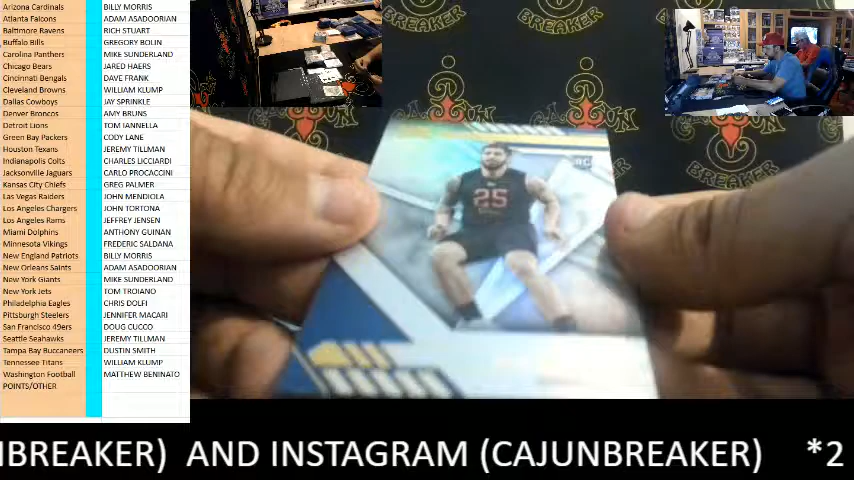 Arizona Cardinals BILLY MORRIS
Atlanta Falcons ADAM ASADOORIAN
Baltimore Ravens RICH STUART
Buffalo Bills GREGORY BOLIN
Carolina Panthers MIKE SUNDERLAND
Chicago Bears JARED HAERS
Cincinnati Bengals DAVE FRANK
Cleveland Browns WILLIAM KLUMP
Dallas Cowboys JAY SPRINKLE
Denver Broncos AMY BRUNS
Detroit Lions TOM IANNELLA
Green Bay Packers CODY LANE
Houston Texans JEREMY TILLMAN
Indianapolis Colts CHARLES LICCIARDI
Jacksonville Jaguars CARLO PROCACCINI
Kansas City Chiefs GREG PALMER
Las Vegas Raiders JOHN MENDIOLA
Los Angeles Chargers JOHN TORTONA
Los Angeles Rams JEFFREY JENSEN
Miami Dolphins ANTHONY GUINAN
Minnesota Vikings FREDERIC SALDANA
New England Patriots BILLY MORRIS
New Orleans Saints ADAM ASADOORIAN
New York Giants MIKE SUNDERLAND
New York Jets TOM TROIANO
Philadelphia Eagles CHRIS DOLFI
Pittsburgh Steelers JENNIFER MACARI
San Francisco 49ers DOUG CUCCO
Seattle Seahawks JEREMY TILLMAN
Tampa Bay Buccaneers DUSTIN SMITH
Tennessee Titans WILLIAM KLUMP
Washington Football MATTHEW BENINATO
POINTS/OTHER
BREAKER
BREAKER
CAJUN
25
NBREAKER) AND INSTAGRAM (CAJUNBREAKER) *2